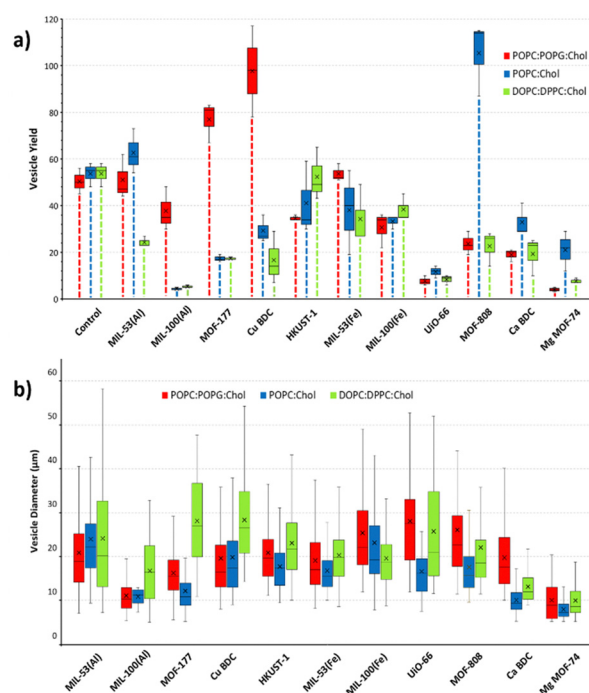 a)
120
100
80
60
40
20
0
Vesicle Yield
POPC:POPG:Chol
POPC:Chol
DOPC:DPPC:Chol
Control
MIL-53(Al)
MIL-100(Al)
MOF-177
Cu BDC
HKUST-1
MIL-53(Fe)
MIL-100(Fe)
UiO-66
MOF-808
Ca BDC
Mg MOF-74
b)
60
50
40
30
20
10
0
Vesicle Diameter (μm)
POPC:POPG:Chol
POPC:Chol
DOPC:DPPC:Chol
MIL-53(Al)
MIL-100(Al)
MOF-177
Cu BDC
HKUST-1
MIL-53(Fe)
MIL-100(Fe)
UiO-66
MOF-808
Ca BDC
Mg MOF-74